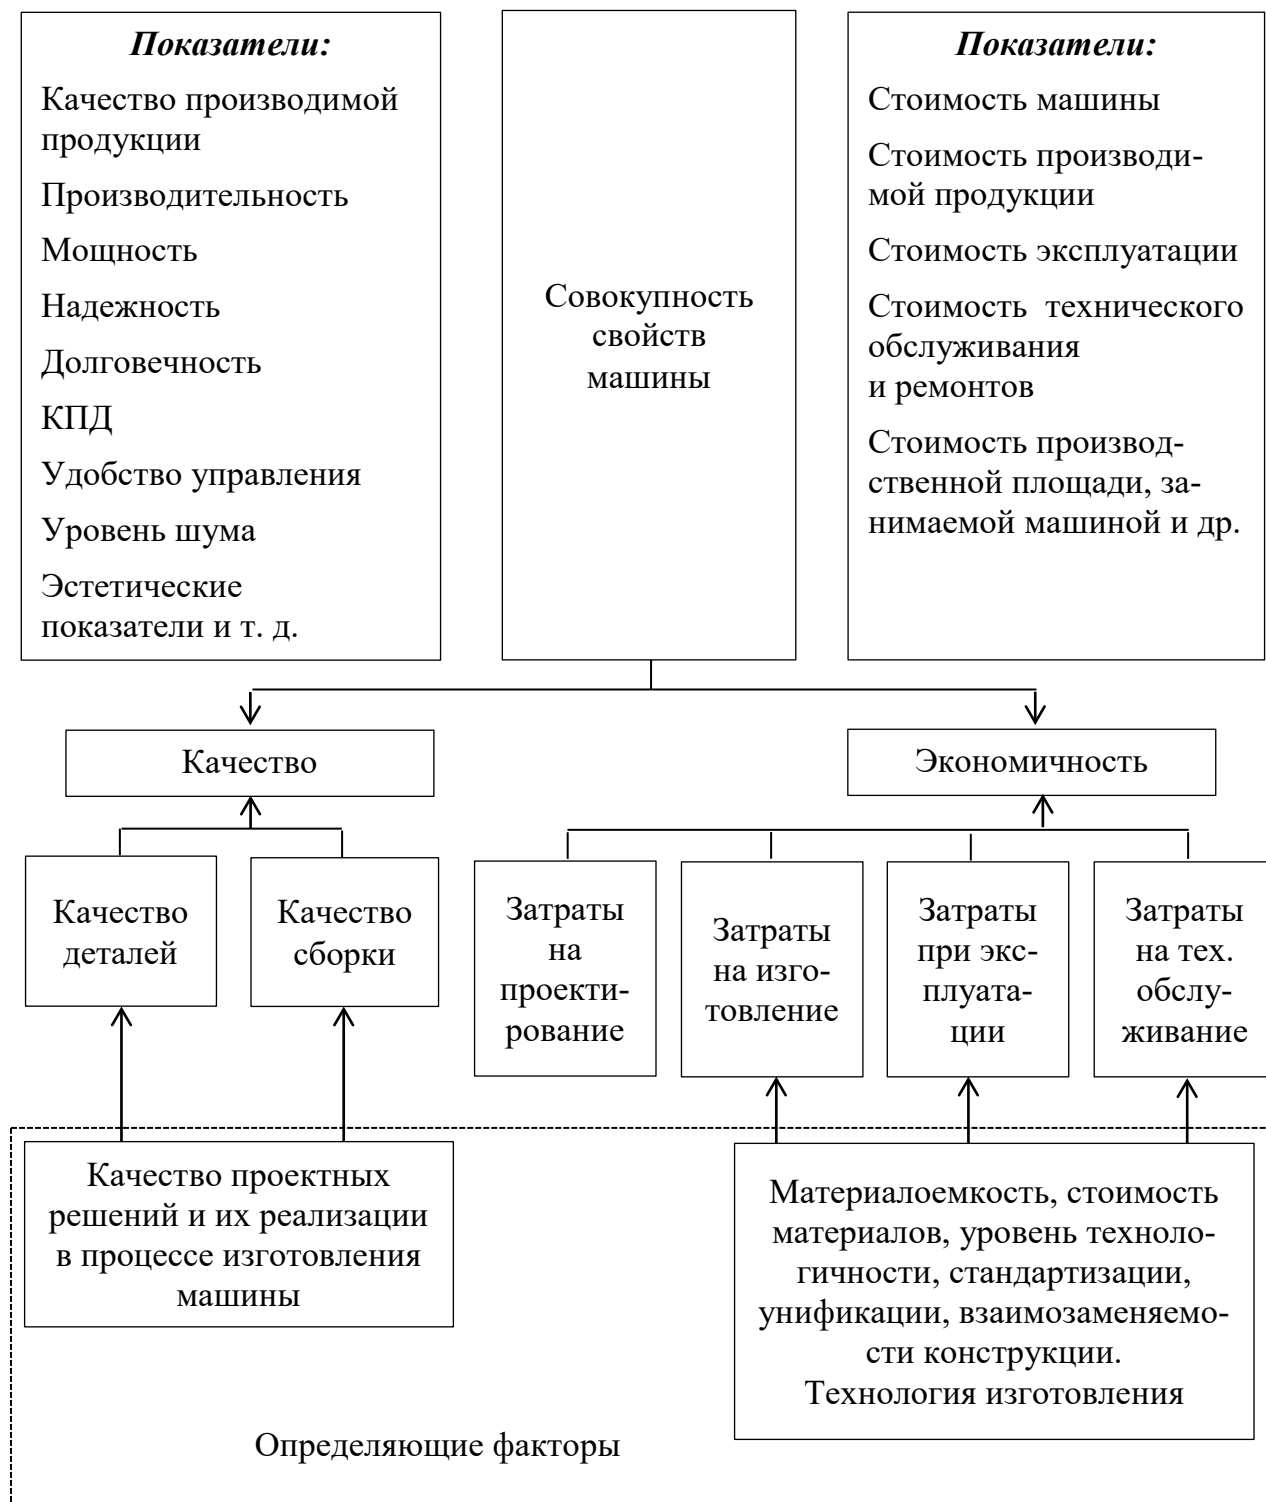 Показатели:
Качество производимой
продукции
Производительность
Мощность
Надежность
Долговечность
КПД
Удобство управления
Уровень шума
Эстетические
показатели и т. д.
Совокупность
свойств
машины
Показатели:
Стоимость машины
Стоимость производи-
мой продукции
Стоимость эксплуатации
Стоимость технического
обслуживания
и ремонтов
Стоимость производ-
ственной площади, за-
нимаемой машиной и др.
Качество
Экономичность
Качество
деталей
Качество
сборки
Затраты
на
проекти-
рование
Затраты
на изго-
товление
Затраты
при экс-
плуата-
ции
Затраты
на тех.
обслу-
живание
Качество проектных
решений и их реализации
в процессе изготовления
машины
Материалоемкость, стоимость
материалов, уровень техноло-
гичности, стандартизации,
унификации, взаимозаменяемо-
сти конструкции.
Технология изготовления
Определяющие факторы